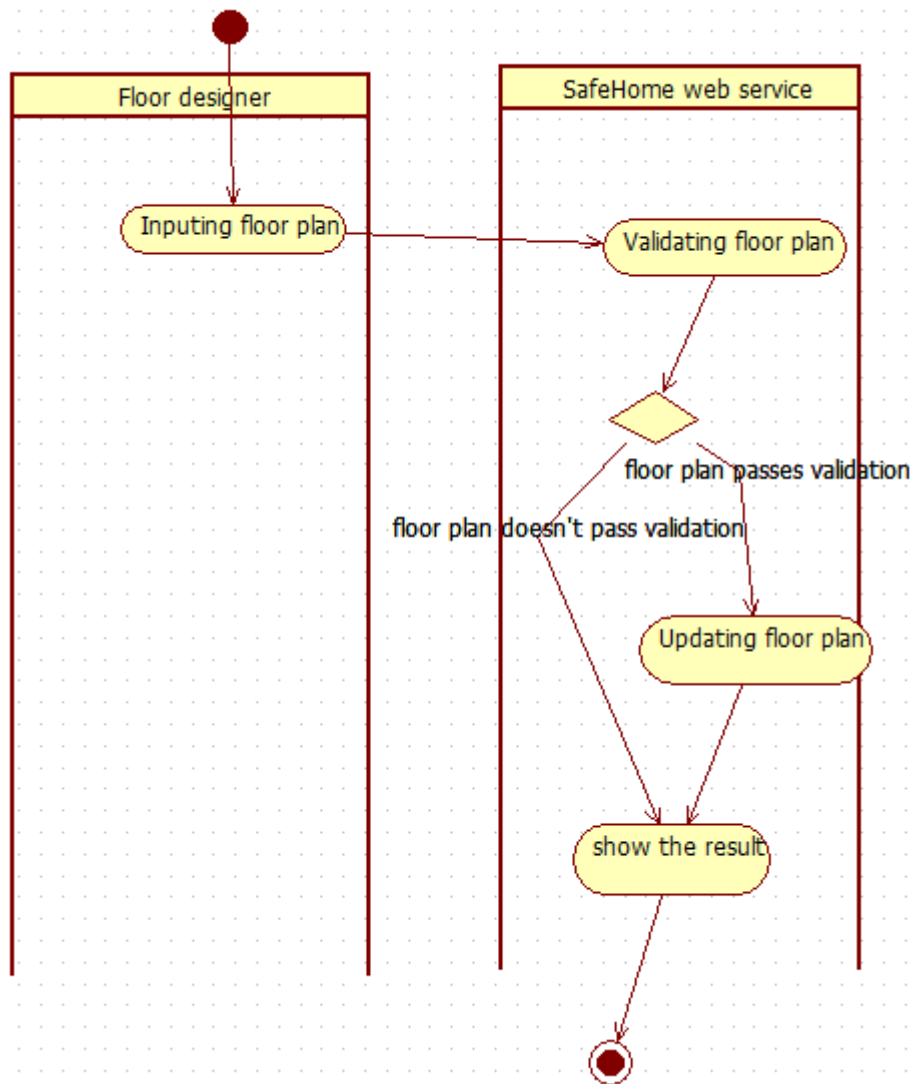 Floor designer
SafeHome web service
Inputing floor plan
Validating floor plan
floor plan passes validation
floor plan doesn't pass validation
Updating floor plan
show the result